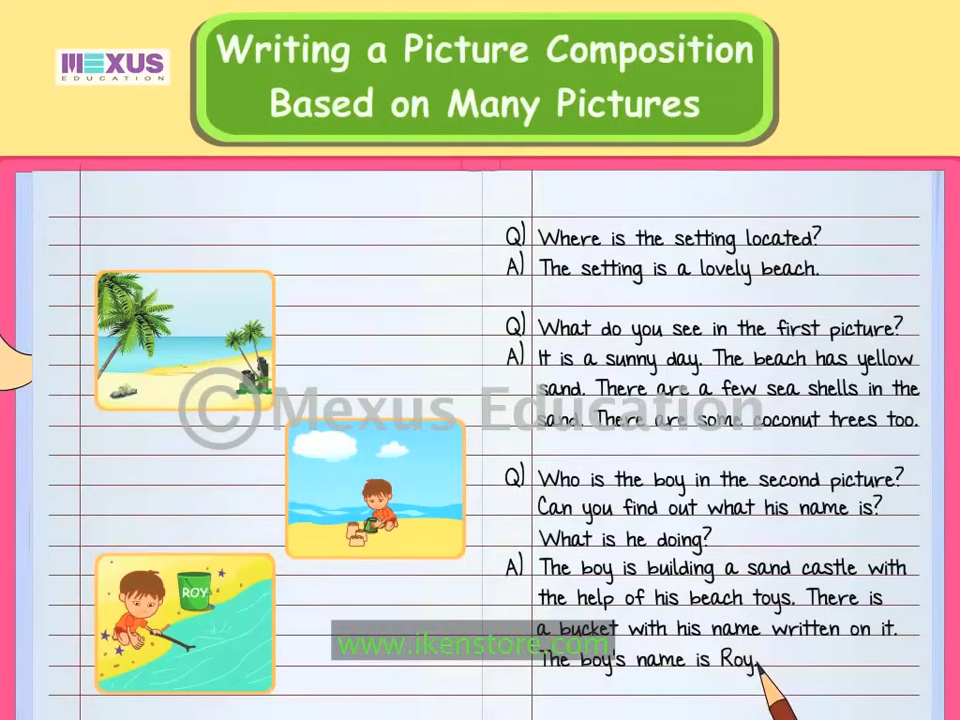 MEXUS
EDUCATION
Writing a Picture Composition
Based on Many Pictures
Q) Where is the setting located?
A) The setting is a lovely beach.
Q) What do you see in the first picture?
A) It is a sunny day. The beach has yellow
sand. There are a few sea shells in the
sand. There are some coconut trees too.
Q) Who is the boy in the second picture?
Can you find out what his name is?
What is he doing?
A) The boy is building a sand castle with
the help of his beach toys. There is
a bucket with his name written on it.
The boy's name is Roy
ROY
© Mexus Education
www.ikenstore.com